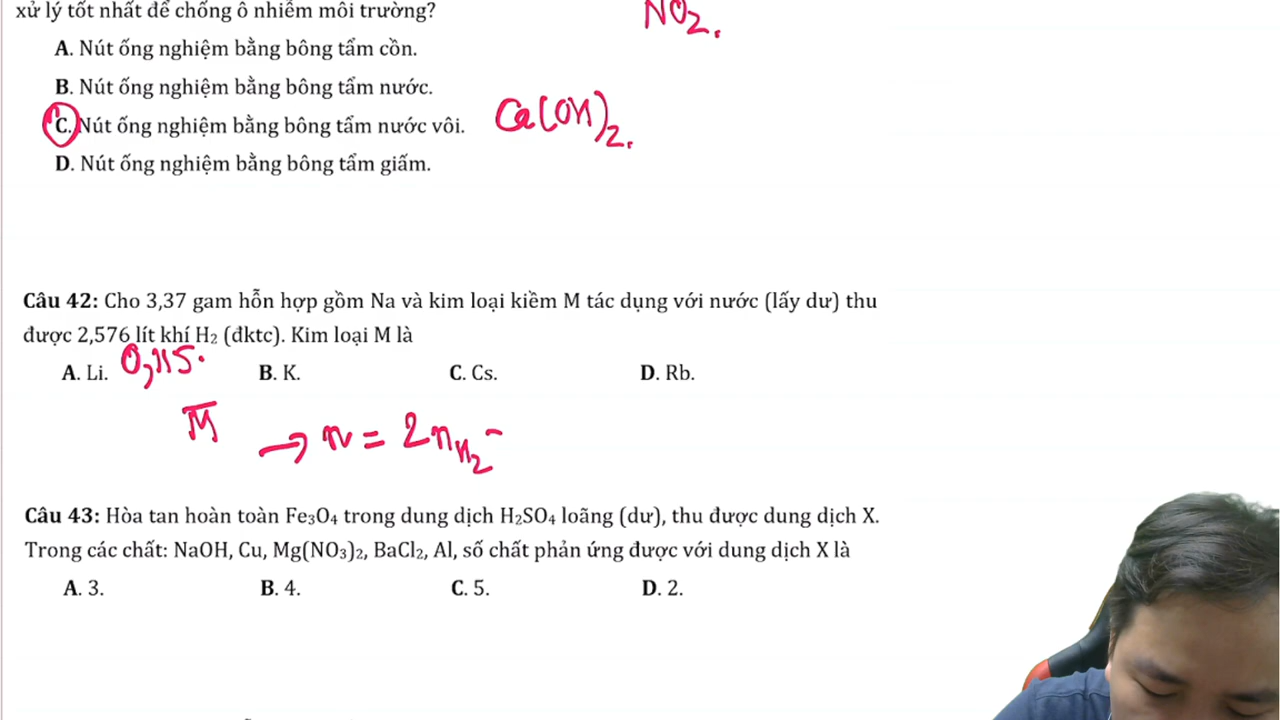 xử lý tốt nhất để chống ô nhiễm môi trường?
NO2.
A. Nút ống nghiệm bằng bông tẩm cồn.
B. Nút ống nghiệm bằng bông tẩm nước.
C. Nút ống nghiệm bằng bông tẩm nước vôi. Ca(OH)2.
D. Nút ống nghiệm bằng bông tẩm giấm.
Câu 42: Cho 3,37 gam hỗn hợp gồm Na và kim loại kiềm M tác dụng với nước (lấy dư) thu
được 2,576 lít khí H2 (đktc). Kim loại M là
0,115.
A. Li. B. K. C. Cs. D. Rb.
M̅ → n = 2nH2
Câu 43: Hòa tan hoàn toàn Fe3O4 trong dung dịch H2SO4 loãng (dư), thu được dung dịch X.
Trong các chất: NaOH, Cu, Mg(NO3)2, BaCl2, Al, số chất phản ứng được với dung dịch X là
A. 3. B. 4. C. 5. D. 2.